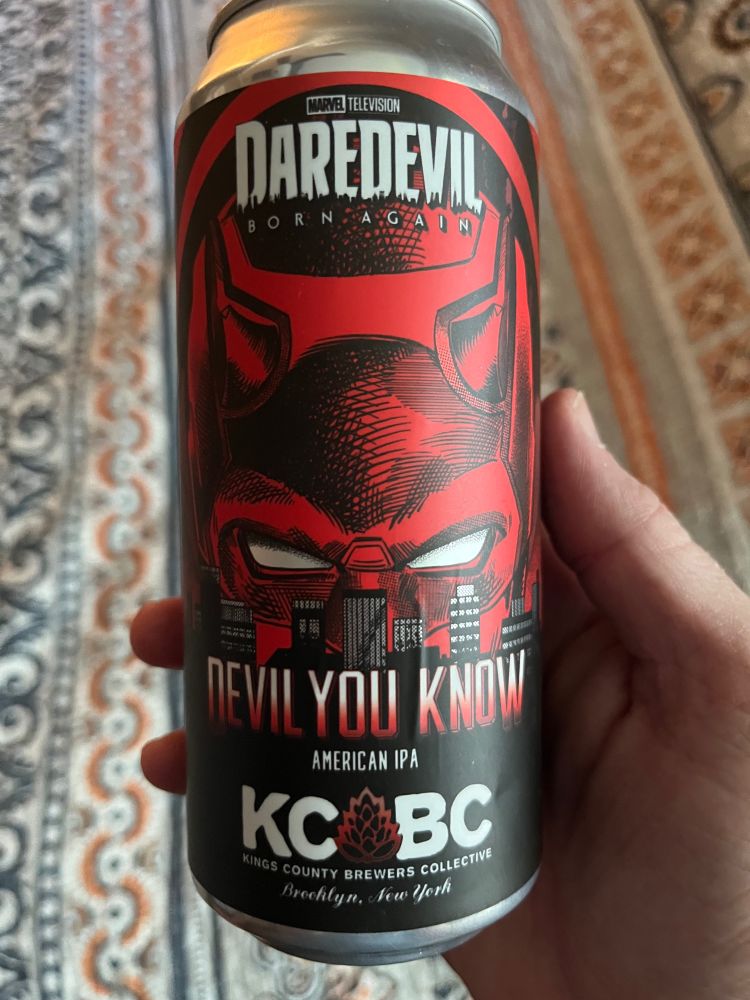 MARVEL TELEVISION
DAREDEVIL
BORN AGAIN
DEVIL YOU KNOW
AMERICAN IPA
KCBC
KINGS COUNTY BREWERS COLLECTIVE
Brooklyn, New York